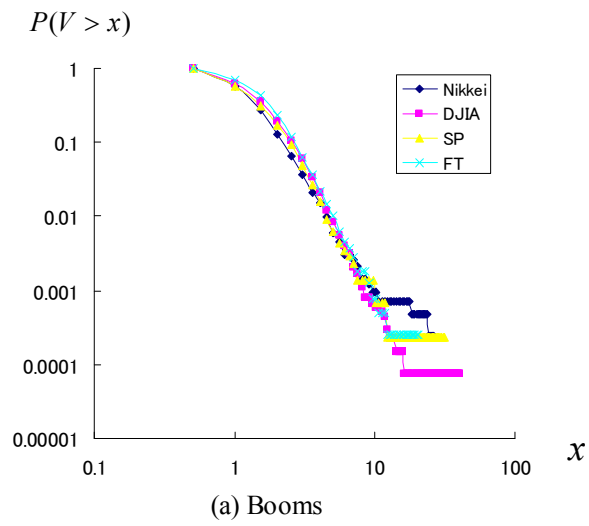 P(V > x)
1
0.1
0.01
0.001
0.0001
0.00001
0.1 1 10 100
x
Nikkei
DJIA
SP
FT
(a) Booms